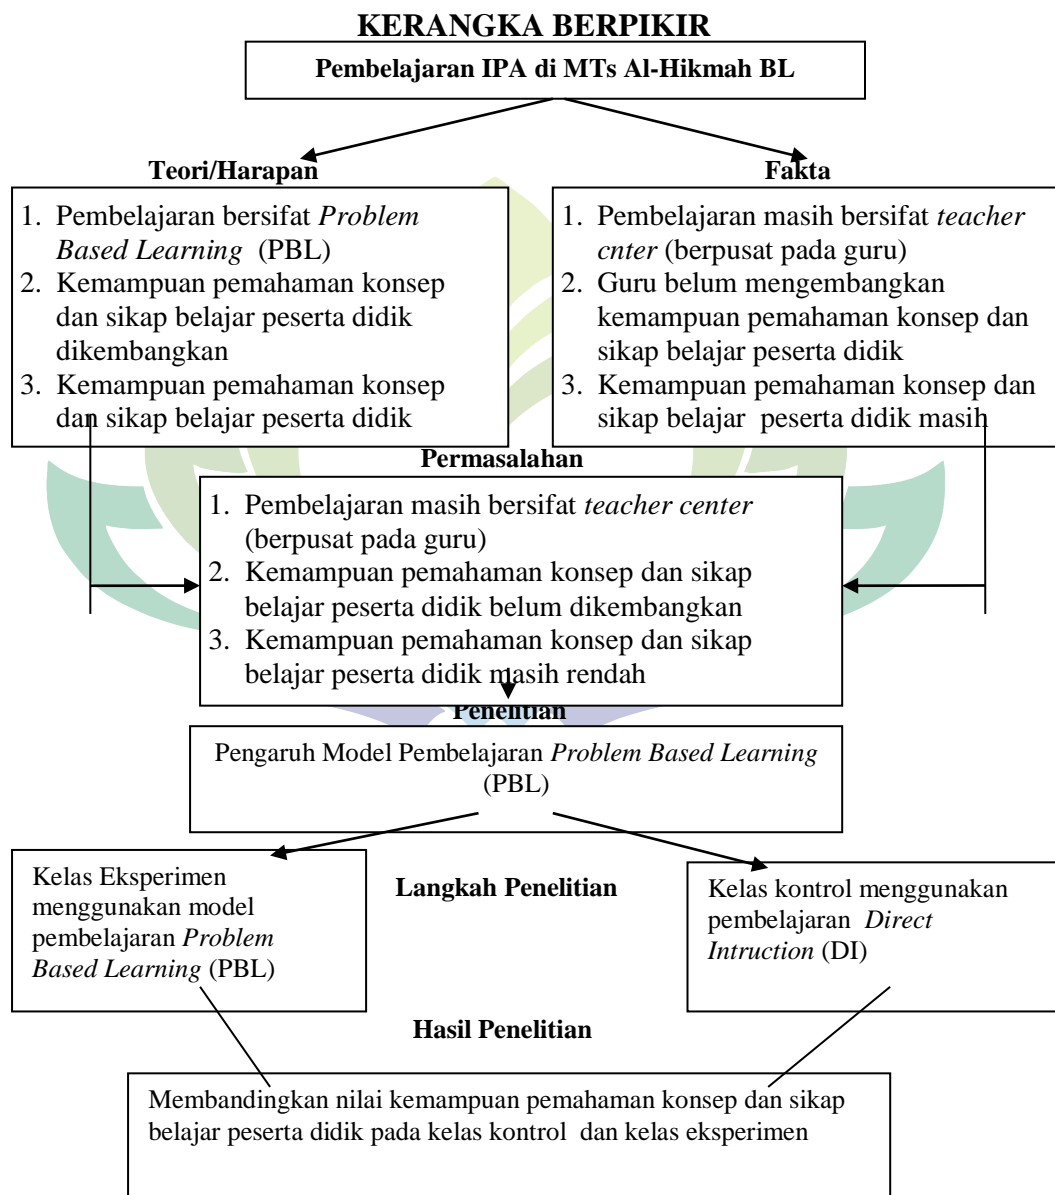 KERANGKA BERPIKIR
Pembelajaran IPA di MTs Al-Hikmah BL
Teori/Harapan
1. Pembelajaran bersifat Problem
Based Learning (PBL)
2. Kemampuan pemahaman konsep
dan sikap belajar peserta didik
dikembangkan
3. Kemampuan pemahaman konsep
dan sikap belajar peserta didik
Fakta
1. Pembelajaran masih bersifat teacher
cnter (berpusat pada guru)
2. Guru belum mengembangkan
kemampuan pemahaman konsep dan
sikap belajar peserta didik
3. Kemampuan pemahaman konsep dan
sikap belajar peserta didik masih
Permasalahan
1. Pembelajaran masih bersifat teacher center
(berpusat pada guru)
2. Kemampuan pemahaman konsep dan sikap
belajar peserta didik belum dikembangkan
3. Kemampuan pemahaman konsep dan sikap
belajar peserta didik masih rendah
Penelitian
Pengaruh Model Pembelajaran Problem Based Learning
(PBL)
Kelas Eksperimen
menggunakan model
pembelajaran Problem
Based Learning (PBL)
Langkah Penelitian
Kelas kontrol menggunakan
pembelajaran Direct
Intruction (DI)
Hasil Penelitian
Membandingkan nilai kemampuan pemahaman konsep dan sikap
belajar peserta didik pada kelas kontrol dan kelas eksperimen